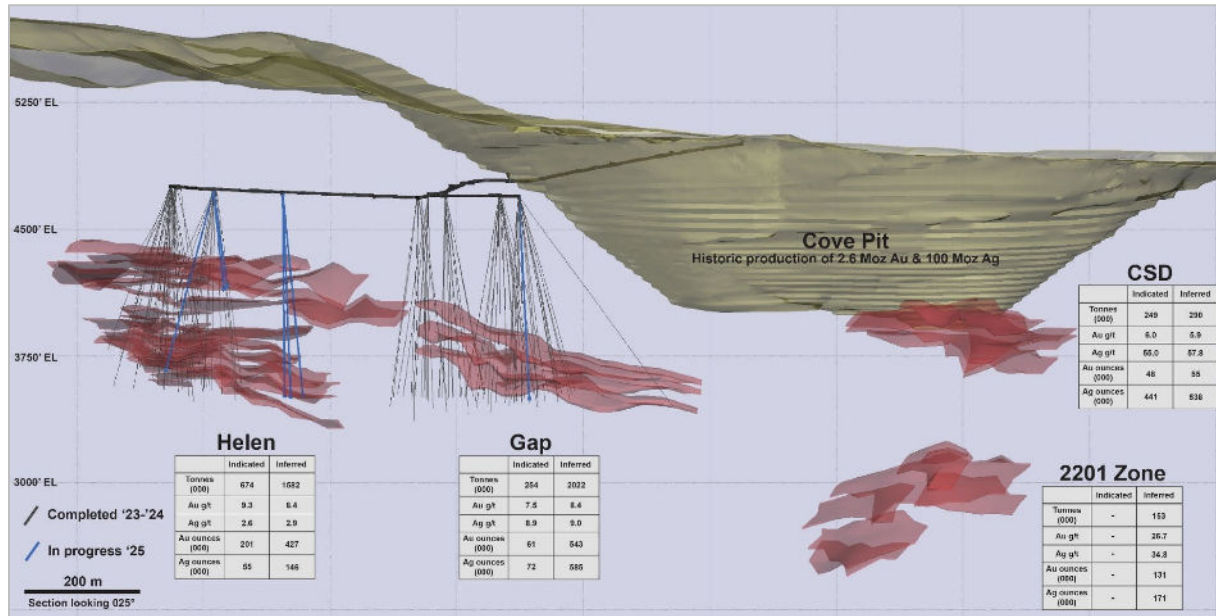 5250' EL
4500' EL
Cove Pit
Historic production of 2.6 Moz Au & 100 Moz Ag
CSD
Indicated Inferred
Tonnes (000) 249 290
Au g/t 6.0 5.9
Ag g/t 55.0 57.8
Au ounces (000) 48 55
Ag ounces (000) 441 538
3750' EL
Helen
Indicated Inferred
Tonnes (000) 674 1582
Au g/t 9.3 8.4
Ag g/t 2.6 2.9
Au ounces (000) 201 427
Ag ounces (000) 55 146
Gap
Indicated Inferred
Tonnes (000) 254 2022
Au g/t 7.5 8.4
Ag g/t 8.9 9.0
Au ounces (000) 61 543
Ag ounces (000) 72 585
2201 Zone
Indicated Inferred
Tonnes (000) - 153
Au g/t - 26.7
Ag g/t - 34.8
Au ounces (000) - 131
Ag ounces (000) - 171
3000' EL
Completed '23-'24
In progress '25
200 m
Section looking 025°